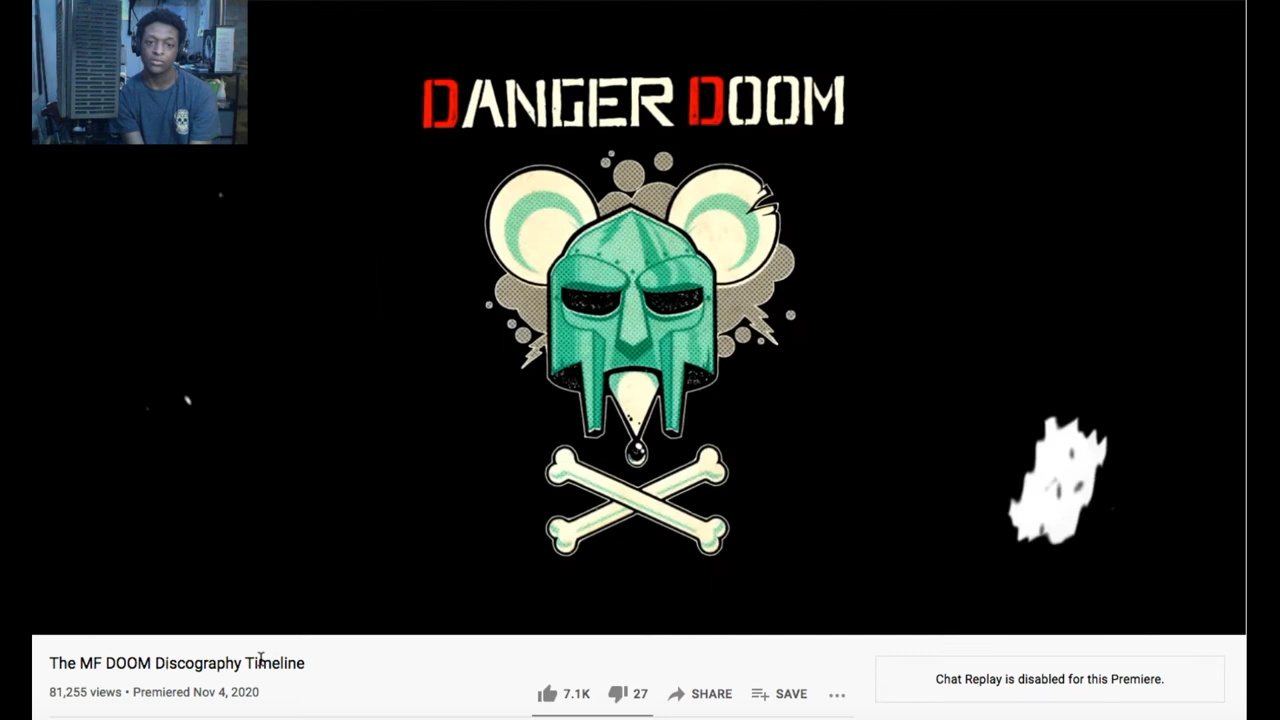 DANGER DOOM
The MF DOOM Discography Timeline
81,255 views • Premiered Nov 4, 2020
7.1K
27
SHARE
SAVE
Chat Replay is disabled for this Premiere.